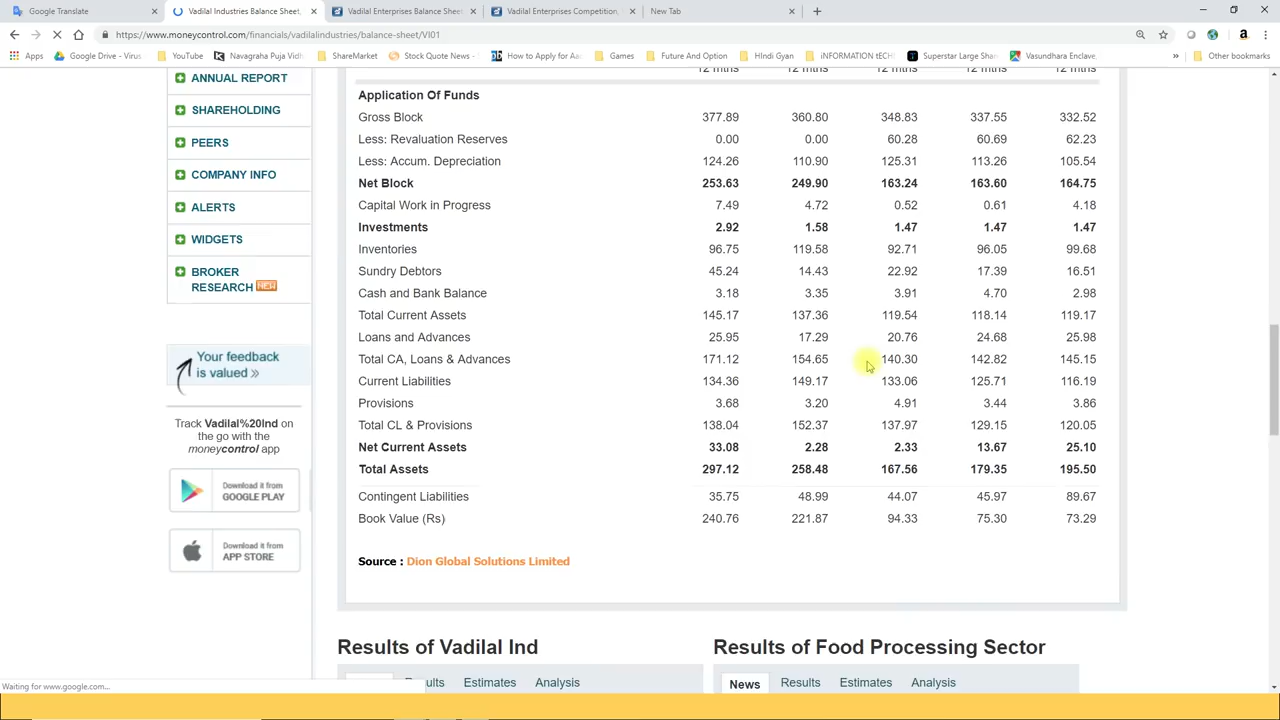 Google Translate
Vadilal Industries Balance Sheet,
Vadilal Enterprises Balance Sheet
Vadilal Enterprises Competition,
New Tab
https://www.moneycontrol.com/financials/vadilalindustries/balance-sheet/VI01
Apps
Google Drive - Virus
YouTube
Navagraha Puja Vidh
ShareMarket
Stock Quote News -
How to Apply for Aad
Games
Future And Option
HIndi Gyan
iNFORMATION tECH
Superstar Large Shar
Vasundhara Enclave,
»
Other bookmarks
12 mths 12 mths 12 mths 12 mths 12 mths
ANNUAL REPORT
SHAREHOLDING
PEERS
COMPANY INFO
ALERTS
WIDGETS
BROKER
RESEARCH NEW
Your feedback
is valued »
Track Vadilal%20Ind on
the go with the
moneycontrol app
Download it from
GOOGLE PLAY
Download it from
APP STORE
Application Of Funds
Gross Block 377.89 360.80 348.83 337.55 332.52
Less: Revaluation Reserves 0.00 0.00 60.28 60.69 62.23
Less: Accum. Depreciation 124.26 110.90 125.31 113.26 105.54
Net Block 253.63 249.90 163.24 163.60 164.75
Capital Work in Progress 7.49 4.72 0.52 0.61 4.18
Investments 2.92 1.58 1.47 1.47 1.47
Inventories 96.75 119.58 92.71 96.05 99.68
Sundry Debtors 45.24 14.43 22.92 17.39 16.51
Cash and Bank Balance 3.18 3.35 3.91 4.70 2.98
Total Current Assets 145.17 137.36 119.54 118.14 119.17
Loans and Advances 25.95 17.29 20.76 24.68 25.98
Total CA, Loans & Advances 171.12 154.65 140.30 142.82 145.15
Current Liabilities 134.36 149.17 133.06 125.71 116.19
Provisions 3.68 3.20 4.91 3.44 3.86
Total CL & Provisions 138.04 152.37 137.97 129.15 120.05
Net Current Assets 33.08 2.28 2.33 13.67 25.10
Total Assets 297.12 258.48 167.56 179.35 195.50
Contingent Liabilities 35.75 48.99 44.07 45.97 89.67
Book Value (Rs) 240.76 221.87 94.33 75.30 73.29
Source : Dion Global Solutions Limited
Results of Vadilal Ind
Estimates Analysis
Results of Food Processing Sector
News Results Estimates Analysis
Waiting for www.google.com...